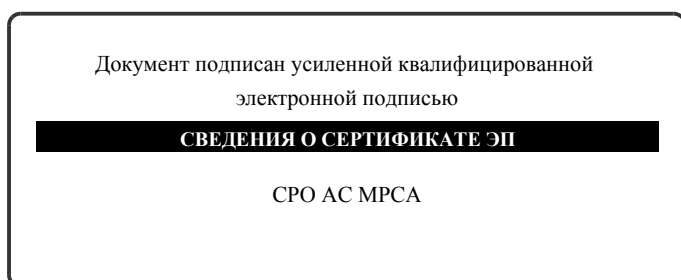 Документ подписан усиленной квалифицированной
электронной подписью
СВЕДЕНИЯ О СЕРТИФИКАТЕ ЭП
СРО АС МРСА